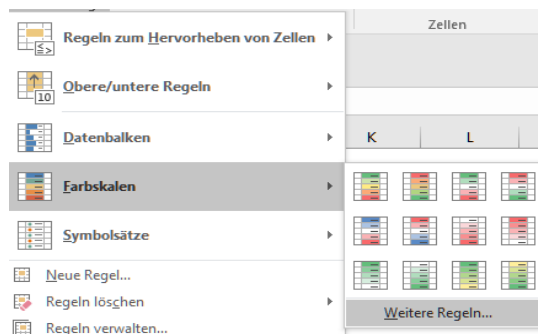 Zellen
Regeln zum Hervorheben von Zellen
Obere/untere Regeln
10
Datenbalken
K L
Farbskalen
Symbolsätze
Neue Regel...
Regeln löschen
Weitere Regeln...
Regeln verwalten...